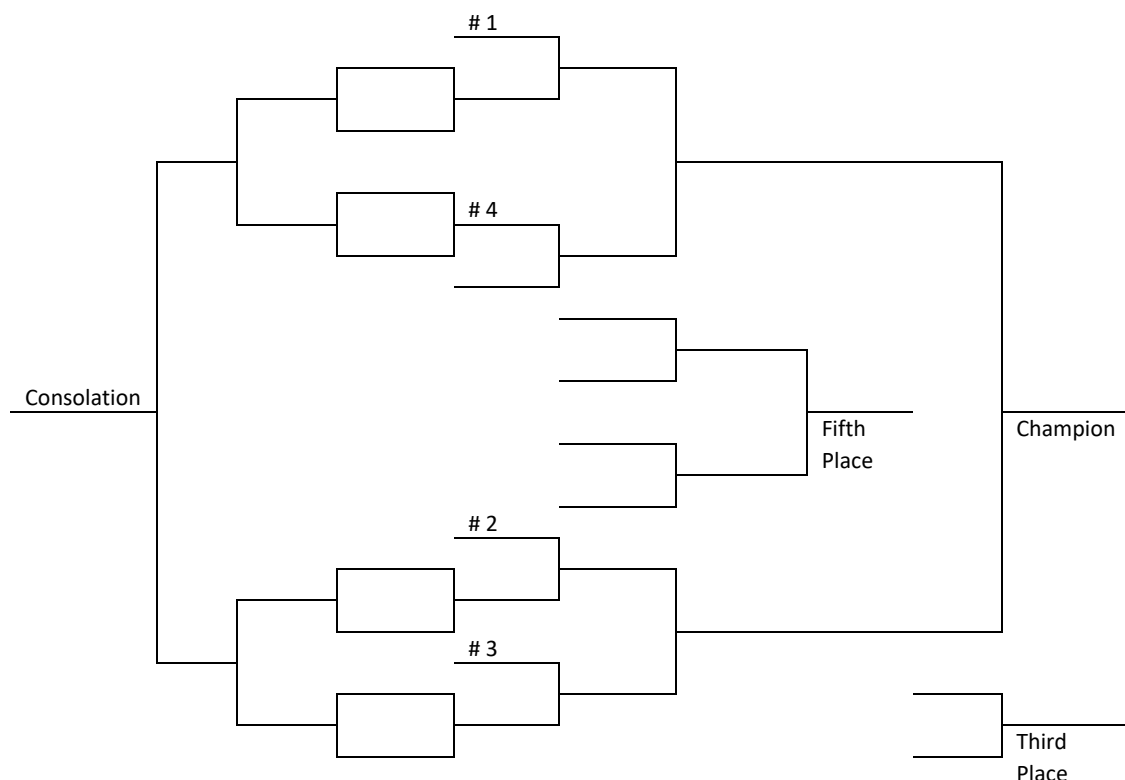 # 1
# 4
Consolation
Fifth
Place
Champion
# 2
# 3
Third
Place